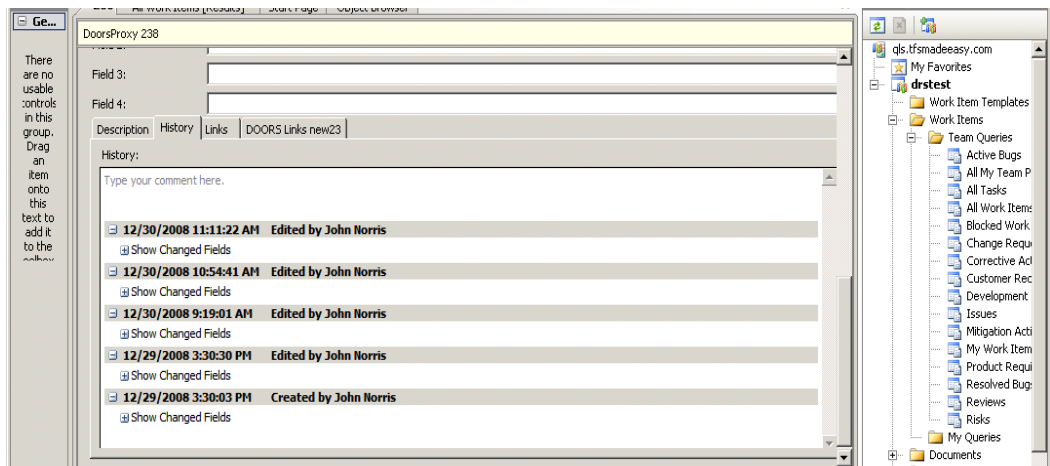 All Work Items [Results]
Start Page
Object Browser
Ge...
There
are no
usable
controls
in this
group.
Drag
an
item
onto
this
text to
add it
to the
DoorsProxy 238
Field 3:
Field 4:
Description
History
Links
DOORS Links new23
History:
Type your comment here.
12/30/2008 11:11:22 AM Edited by John Norris
Show Changed Fields
12/30/2008 10:54:41 AM Edited by John Norris
Show Changed Fields
12/30/2008 9:19:01 AM Edited by John Norris
Show Changed Fields
12/29/2008 3:30:30 PM Edited by John Norris
Show Changed Fields
12/29/2008 3:30:03 PM Created by John Norris
Show Changed Fields
qls.tfsmadeeasy.com
My Favorites
drstest
Work Item Templates
Work Items
Team Queries
Active Bugs
All My Team P
All Tasks
All Work Items
Blocked Work
Change Requ
Corrective Act
Customer Rec
Development
Issues
Mitigation Acti
My Work Item
Product Requi
Resolved Bug
Reviews
Risks
My Queries
Documents